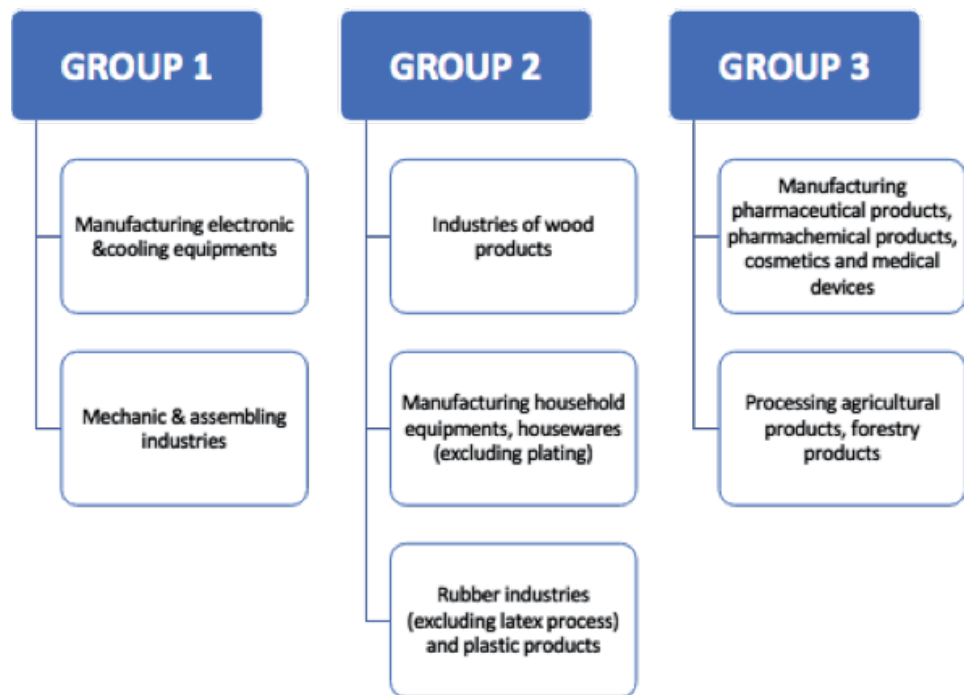 GROUP 1
Manufacturing electronic
&cooling equipments
Mechanic & assembling
industries
GROUP 2
Industries of wood
products
Manufacturing household
equipments, housewares
(excluding plating)
Rubber industries
(excluding latex process)
and plastic products
GROUP 3
Manufacturing
pharmaceutical products,
pharmachemical products,
cosmetics and medical
devices
Processing agricultural
products, forestry
products